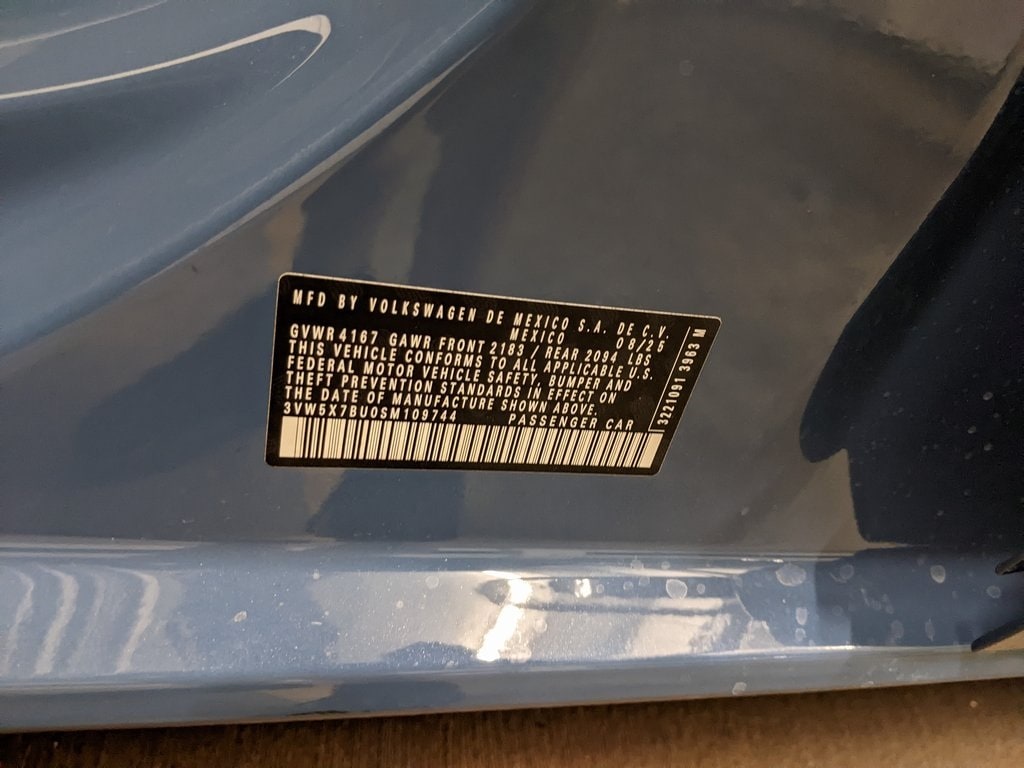 MFD BY VOLKSWAGEN DE MEXICO S.A. DE C.V.
MEXICO 08/25
GVWR 4167 GAWR FRONT 2183 / REAR 2094 LBS
THIS VEHICLE CONFORMS TO ALL APPLICABLE U.S.
FEDERAL MOTOR VEHICLE SAFETY, BUMPER AND
THEFT PREVENTION STANDARDS IN EFFECT ON
THE DATE OF MANUFACTURE SHOWN ABOVE.
3VW5X7BU0SM109744 PASSENGER CAR
3221091 3963 M